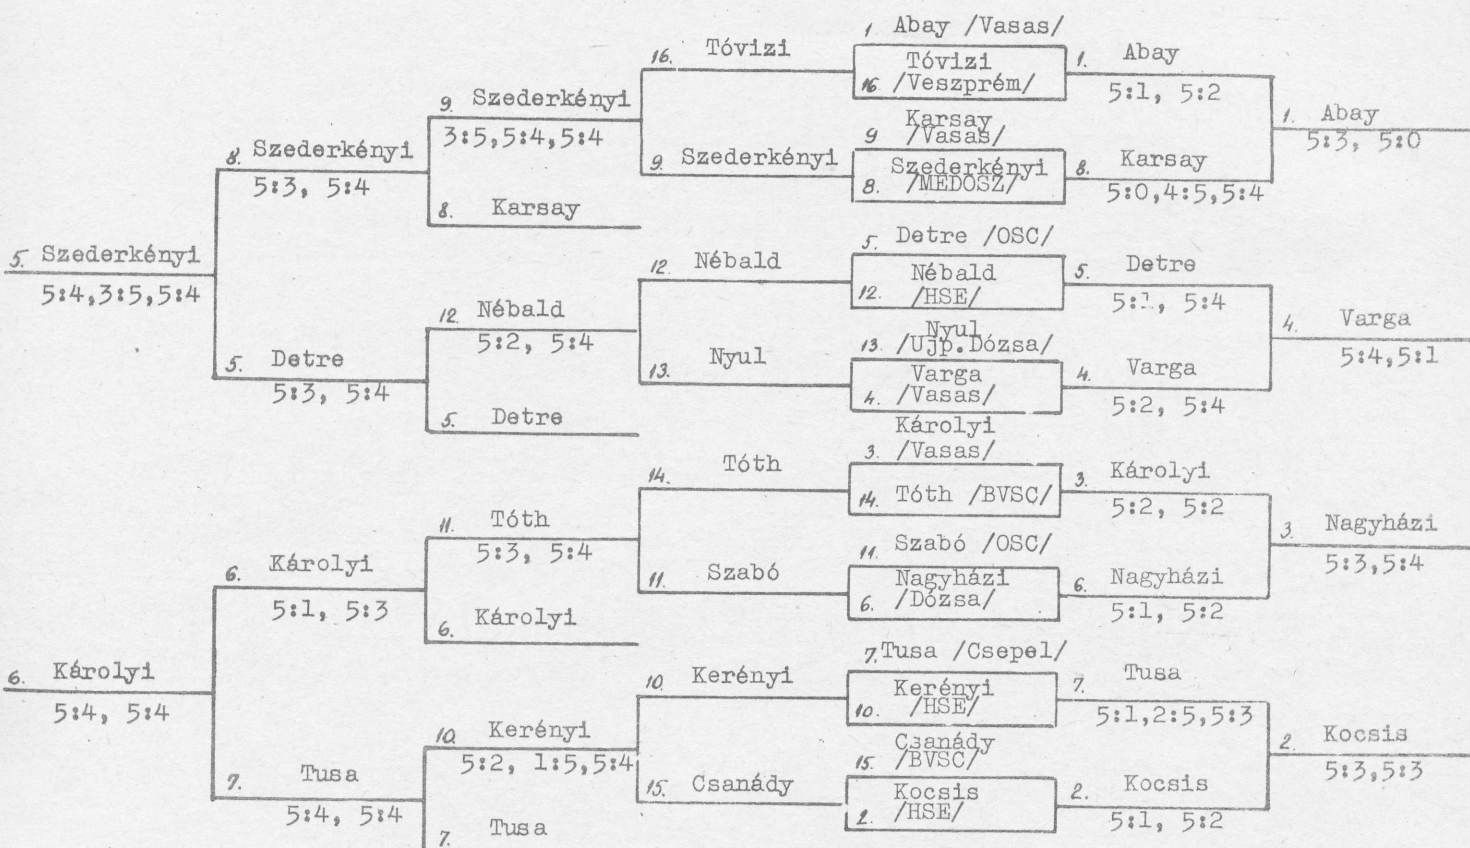 5. Szederkényi
5:4,3:5,5:4
6. Károlyi
5:4, 5:4
8. Szederkényi
5:3, 5:4
5. Detre
5:3, 5:4
6. Károlyi
5:1, 5:3
7. Tusa
5:4, 5:4
9. Szederkényi
3:5,5:4,5:4
8. Karsay
12. Nébald
5:2, 5:4
5. Detre
11. Tóth
5:3, 5:4
6. Károlyi
10. Kerényi
5:2, 1:5,5:4
7. Tusa
16. Tóvizi
9. Szederkényi
12. Nébald
13. Nyul
14. Tóth
11. Szabó
10. Kerényi
15. Csanády
1. Abay /Vasas/
Tóvizi
16. /Veszprém/
Karsay
9 /Vasas/
Szederkényi
8. /MEDOSZ/
5. Detre /OSC/
Nébald
12. /HSE/
Nyul
13. /Ujp.Dózsa/
Varga
4. /Vasas/
Károlyi
3. /Vasas/
14. Tóth /BVSC/
11. Szabó /OSC/
Nagyházi
6. /Dózsa/
7. Tusa /Csepel/
Kerényi
10. /HSE/
Csanády
15. /BVSC/
Kocsis
2. /HSE/
1. Abay
5:1, 5:2
8. Karsay
5:0,4:5,5:4
5. Detre
5:1, 5:4
4. Varga
5:2, 5:4
3. Károlyi
5:2, 5:2
6. Nagyházi
5:1, 5:2
7. Tusa
5:1,2:5,5:3
2. Kocsis
5:1, 5:2
1. Abay
5:3, 5:0
4. Varga
5:4,5:1
3. Nagyházi
5:3,5:4
2. Kocsis
5:3,5:3